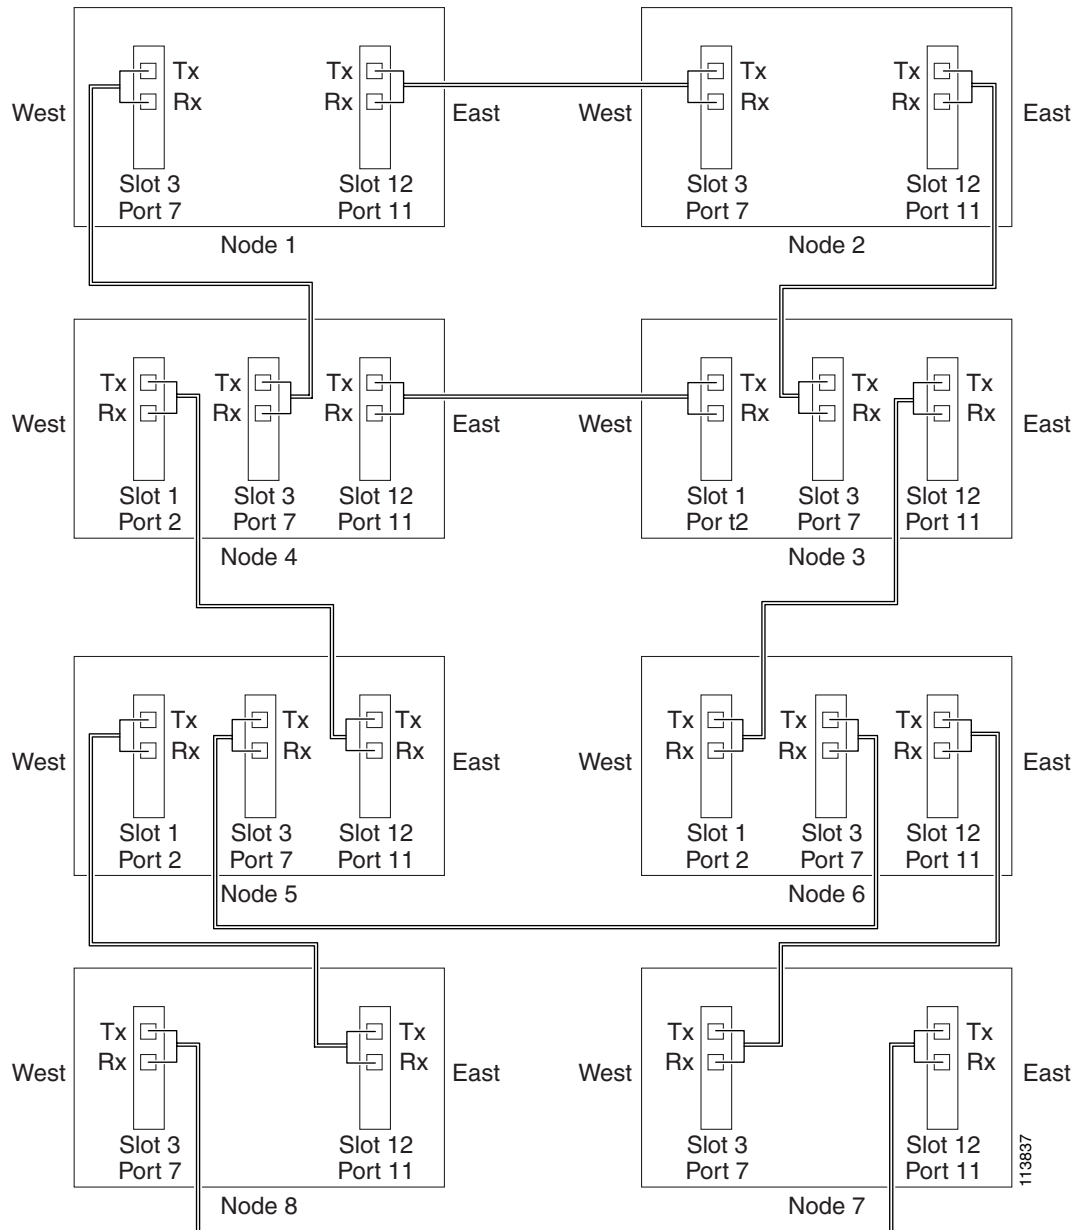 Tx
Tx
Tx
Tx
Rx
Rx
Rx
Rx
West
East
West
East
Slot 3
Port 7
Slot 12
Port 11
Slot 3
Port 7
Slot 12
Port 11
Node 1
Node 2
Tx
Tx
Tx
Tx
Tx
Tx
Rx
Rx
Rx
Rx
Rx
Rx
West
East
West
East
Slot 1
Port 2
Slot 3
Port 7
Slot 12
Port 11
Slot 1
Por t2
Slot 3
Port 7
Slot 12
Port 11
Node 4
Node 3
Tx
Tx
Tx
Tx
Tx
Tx
Rx
Rx
Rx
Rx
Rx
Rx
West
East
West
East
Slot 1
Port 2
Slot 3
Port 7
Slot 12
Port 11
Slot 1
Port 2
Slot 3
Port 7
Slot 12
Port 11
Node 5
Node 6
Tx
Tx
Tx
Tx
Rx
Rx
Rx
Rx
West
East
West
East
Slot 3
Port 7
Slot 12
Port 11
Slot 3
Port 7
Slot 12
Port 11
113837
Node 8
Node 7